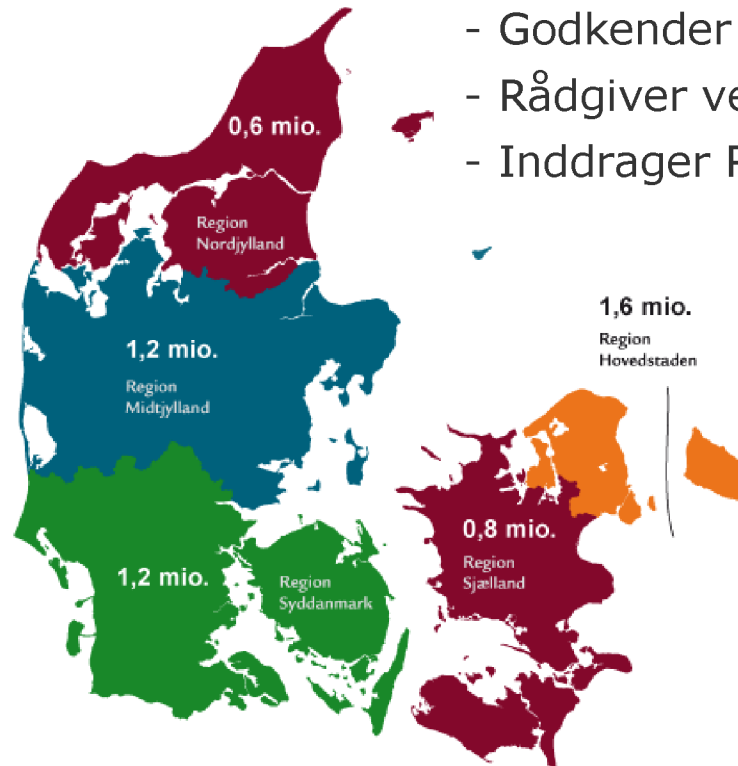 - Godkender
- Rådgiver ve
- Inddrager P
0,6 mio.
Region
Nordjylland
1,6 mio.
Region
Hovedstaden
1,2 mio.
Region
Midtjylland
0,8 mio.
Region
Sjælland
1,2 mio.
Region
Syddanmark